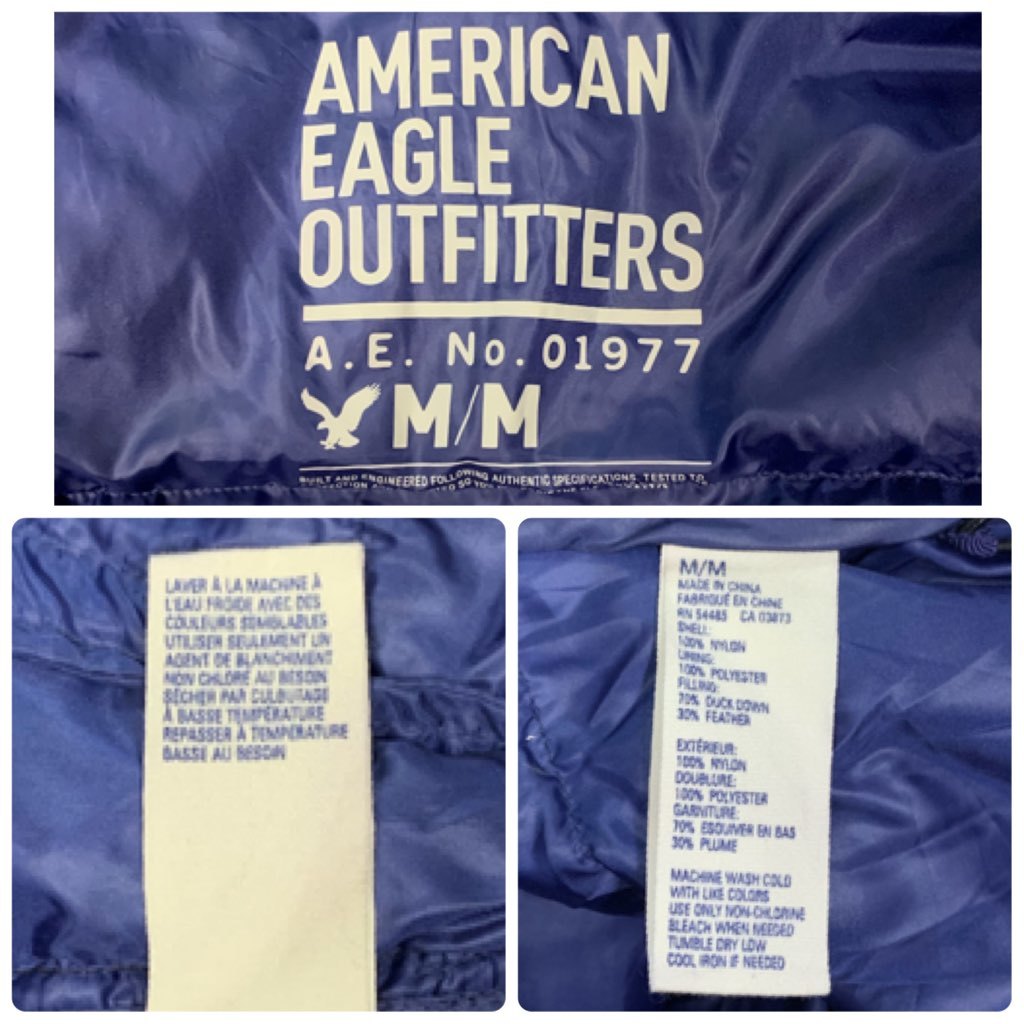 AMERICAN
EAGLE
OUTFITTERS
A.E. No. 01977
M/M
BUILT AND ENGINEERED FOLLOWING AUTHENTIC SPECIFICATIONS. TESTED TO
LAVER À LA MACHINE À
L'EAU FROIDE AVEC DES
COULEURS SEMBLABLES
UTILISER SEULEMENT UN
AGENT DE BLANCHIMENT
NON CHLORÉ AU BESOIN
SÉCHER PAR CULBUTAGE
À BASSE TEMPÉRATURE
REPASSER À TEMPÉRATURE
BASSE AU BESOIN
M/M
MADE IN CHINA
FABRIQUÉ EN CHINE
RN 54485 CA 03873
SHELL:
100% NYLON
LINING:
100% POLYESTER
FILLING:
70% DUCK DOWN
30% FEATHER
EXTÉRIEUR:
100% NYLON
DOUBLURE:
100% POLYESTER
GARNITURE:
70% ESQUIVER EN BAS
30% PLUME
MACHINE WASH COLD
WITH LIKE COLORS
USE ONLY NON-CHLORINE
BLEACH WHEN NEEDED
TUMBLE DRY LOW
COOL IRON IF NEEDED